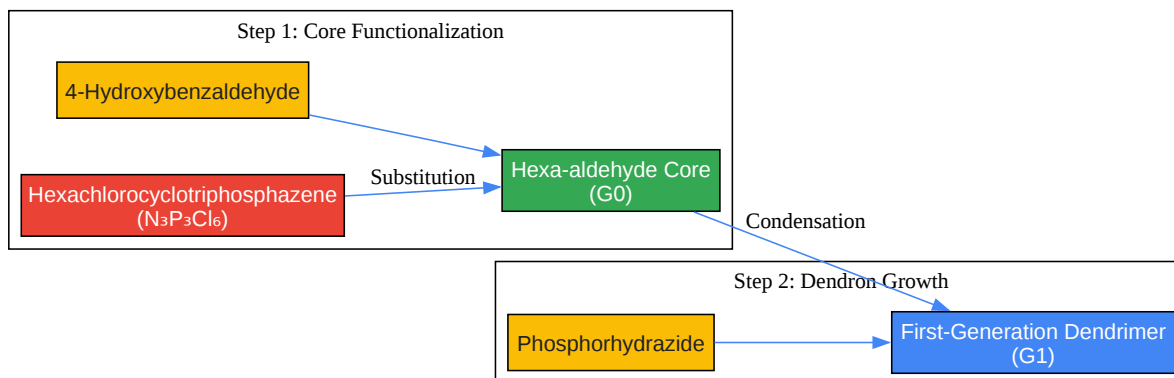 Step 1: Core Functionalization
4-Hydroxybenzaldehyde
Hexachlorocyclotriphosphazene
(N₃P₃Cl₆)
Substitution
Hexa-aldehyde Core
(G0)
Condensation
Step 2: Dendron Growth
Phosphorhydrazide
First-Generation Dendrimer
(G1)